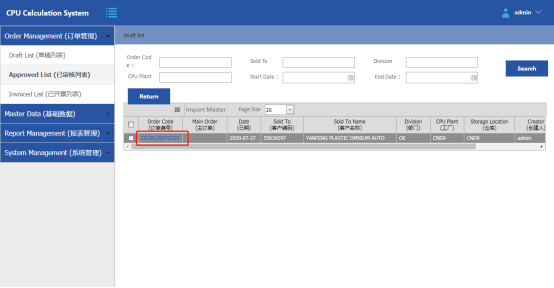 CPU Calculation System
admin
Order Management (订单管理)
Draft List (草稿列表)
Approved List (已审核列表)
Invoiced List (已开票列表)
Master Data (基础数据)
Report Management (报表管理)
System Management (系统管理)
Draft list
Order Cod
e :
Sold To
Division
CPU Plant
Start Date :
End Date :
Search
Return
Import Master
Page Size
20
Order Code
(订单编号)
Main Order
(主订单)
Date
(日期)
Sold To
(客户编码)
Sold To Name
(客户名称)
Division
(部门)
CPU Plant
(工厂)
Storage Location
(仓库)
Creator
(创建人)
2020-07-27
55636297
YANFENG PLASTIC OMNIUM AUTO
OE
CN09
CN09
admin